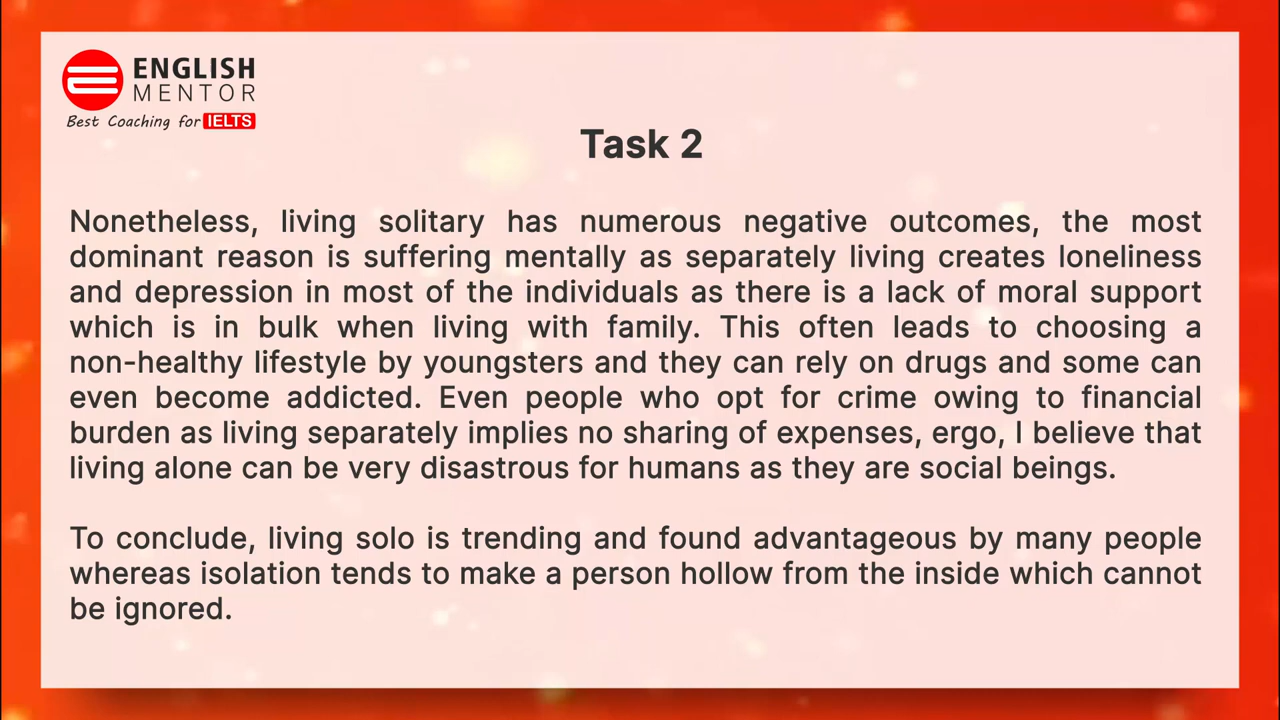 ENGLISH
MENTOR
Best Coaching for IELTS
Task 2
Nonetheless, living solitary has numerous negative outcomes, the most
dominant reason is suffering mentally as separately living creates loneliness
and depression in most of the individuals as there is a lack of moral support
which is in bulk when living with family. This often leads to choosing a
non-healthy lifestyle by youngsters and they can rely on drugs and some can
even become addicted. Even people who opt for crime owing to financial
burden as living separately implies no sharing of expenses, ergo, I believe that
living alone can be very disastrous for humans as they are social beings.
To conclude, living solo is trending and found advantageous by many people
whereas isolation tends to make a person hollow from the inside which cannot
be ignored.